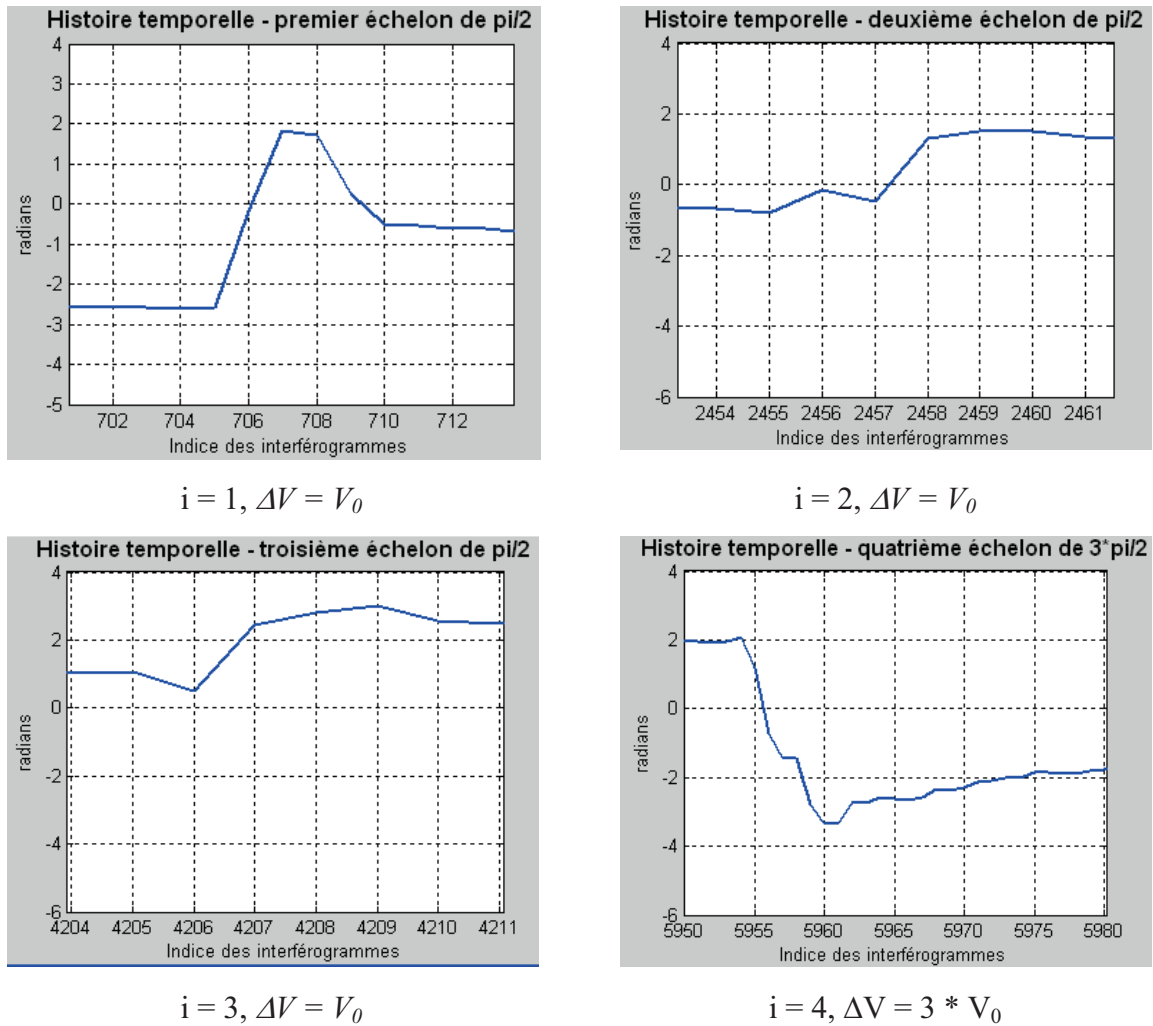 Histoire temporelle - premier échelon de pi/2
4
3
2
1
0
-1
-2
-3
-4
-5
radians
702 704 706 708 710 712
Indice des interférogrammes
i = 1, ΔV = V₀
Histoire temporelle - deuxième échelon de pi/2
4
2
0
-2
-4
-6
radians
2454 2455 2456 2457 2458 2459 2460 2461
Indice des interférogrammes
i = 2, ΔV = V₀
Histoire temporelle - troisième échelon de pi/2
4
2
0
-2
-4
-6
radians
4204 4205 4206 4207 4208 4209 4210 4211
Indice des interférogrammes
i = 3, ΔV = V₀
Histoire temporelle - quatrième échelon de 3*pi/2
4
2
0
-2
-4
-6
radians
5950 5955 5960 5965 5970 5975 5980
Indice des interférogrammes
i = 4, ΔV = 3 * V₀